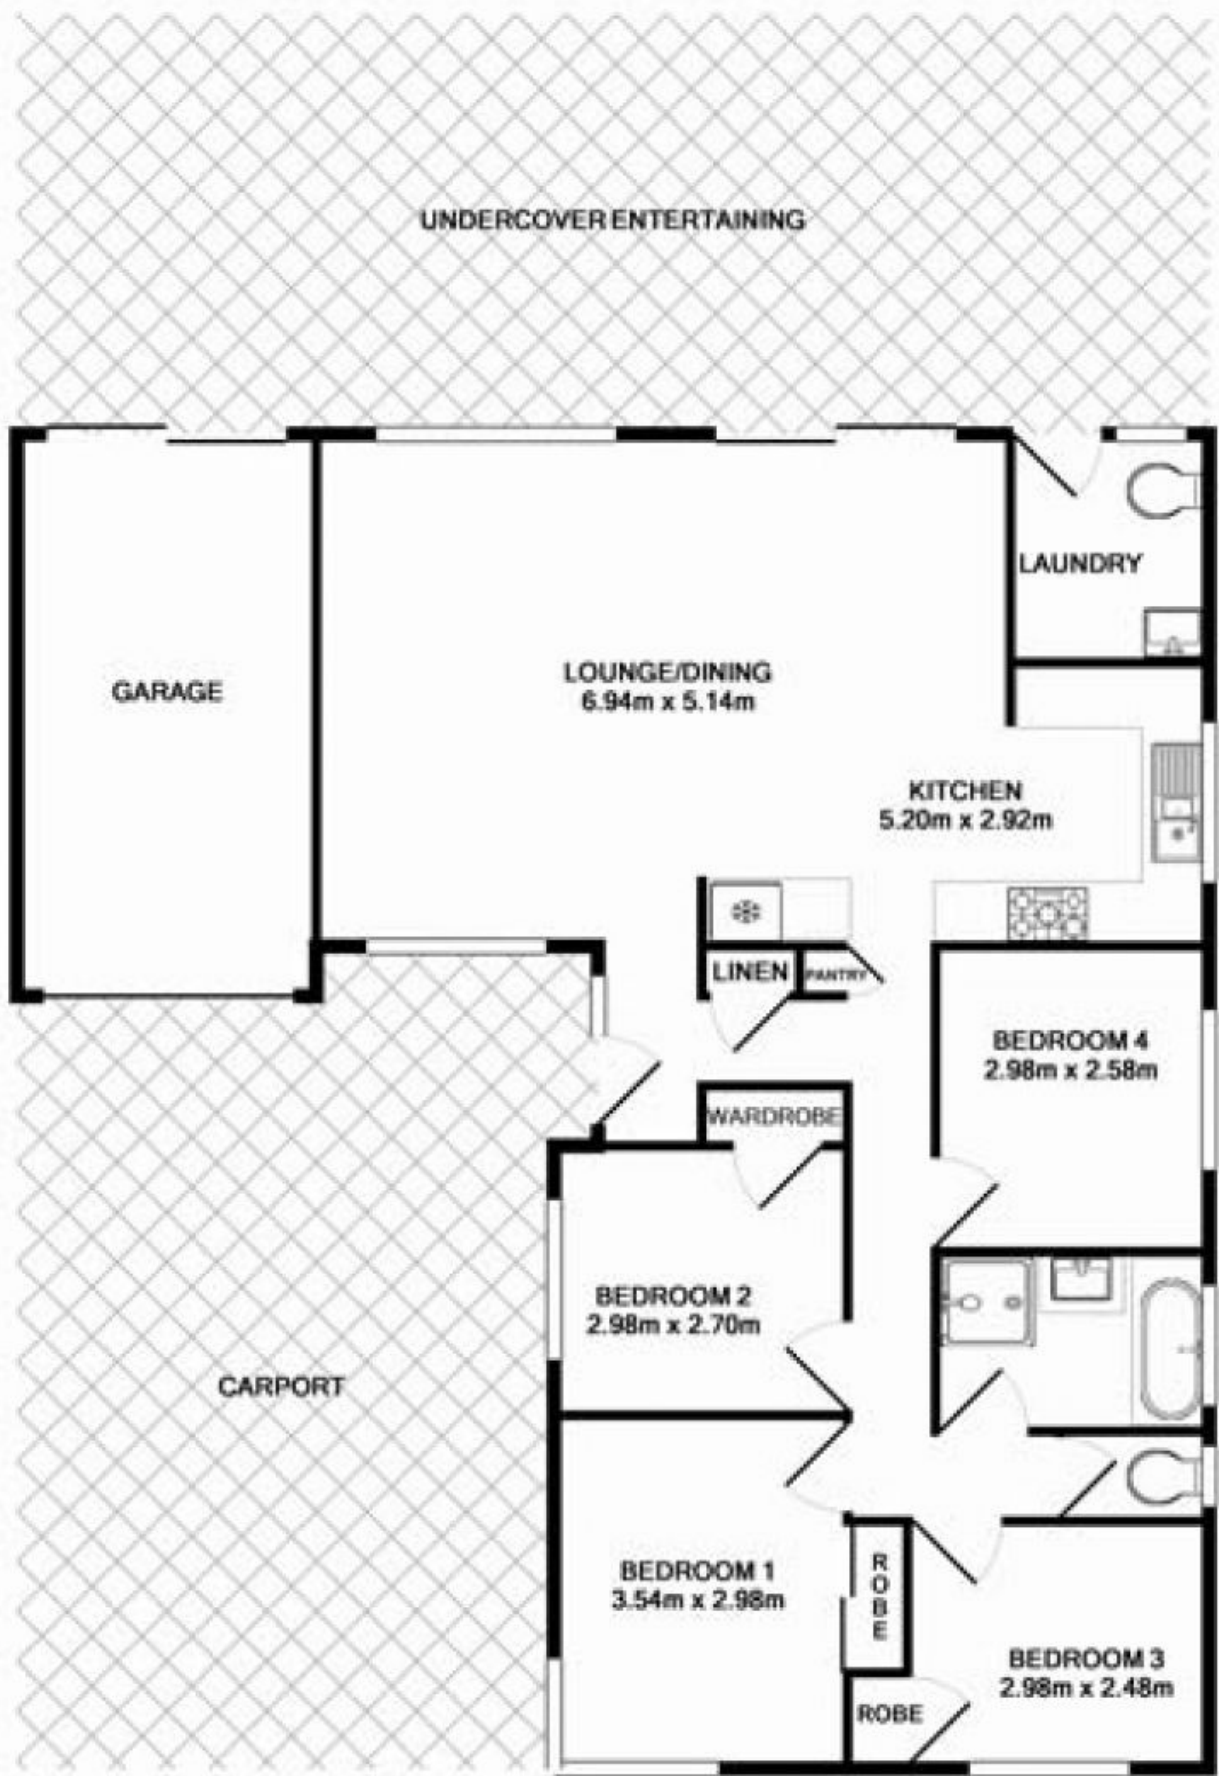 UNDERCOVER ENTERTAINING
LAUNDRY
GARAGE
LOUNGE/DINING
6.94m x 5.14m
KITCHEN
5.20m x 2.92m
LINEN
PANTRY
BEDROOM 4
2.98m x 2.58m
WARDROBE
BEDROOM 2
2.98m x 2.70m
CARPORT
BEDROOM 1
3.54m x 2.98m
ROBE
BEDROOM 3
2.98m x 2.48m
ROBE